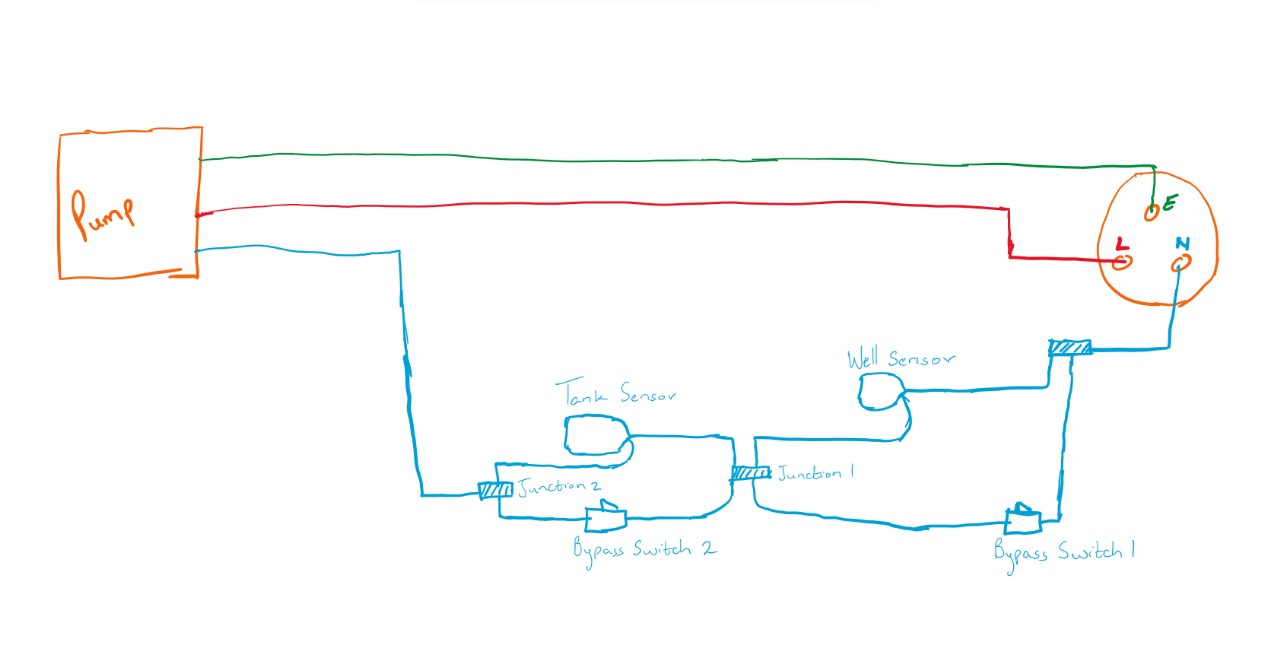 Pump
E
L
N
Well Sensor
Tank Sensor
Junction 1
Junction 2
Bypass Switch 2
Bypass Switch 1